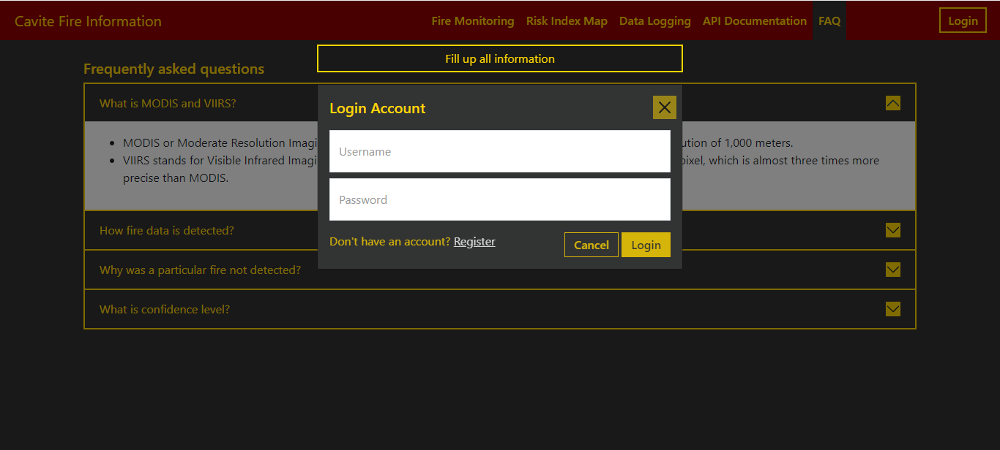 Cavite Fire Information
Fire Monitoring Risk Index Map Data Logging API Documentation FAQ Login
Fill up all information
Frequently asked questions
What is MODIS and VIIRS?
Login Account
Username
Password
Don't have an account? Register
Cancel
Login
MODIS or Moderate Resolution Imagi
ution of 1,000 meters.
VIIRS stands for Visible Infrared Imagi
pixel, which is almost three times more
precise than MODIS.
How fire data is detected?
Why was a particular fire not detected?
What is confidence level?